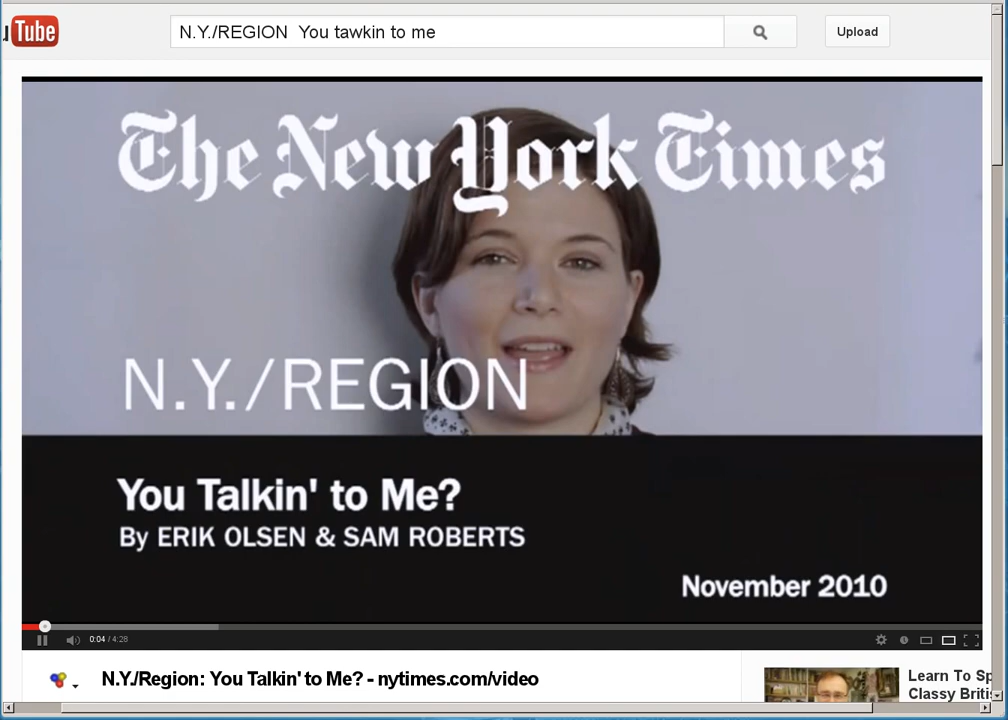 Tube
N.Y./REGION You tawkin to me
Upload
The New York Times
N.Y./REGION
You Talkin' to Me?
By ERIK OLSEN & SAM ROBERTS
November 2010
0:04 / 4:28
N.Y./Region: You Talkin' to Me? - nytimes.com/video
Learn To Sp
Classy Britis